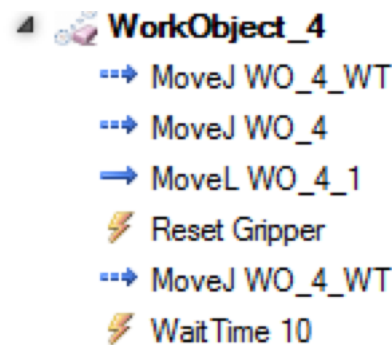 WorkObject_4
MoveJ WO_4_WT
MoveJ WO_4
MoveL WO_4_1
Reset Gripper
MoveJ WO_4_WT
WaitTime 10